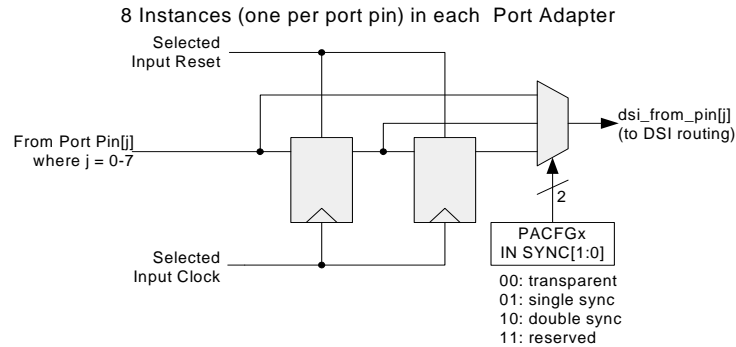 8 Instances (one per port pin) in each Port Adapter
Selected
Input Reset
From Port Pin[j]
where j = 0-7
dsi_from_pin[j]
(to DSI routing)
2
PACFGx
IN SYNC[1:0]
Selected
Input Clock
00: transparent
01: single sync
10: double sync
11: reserved